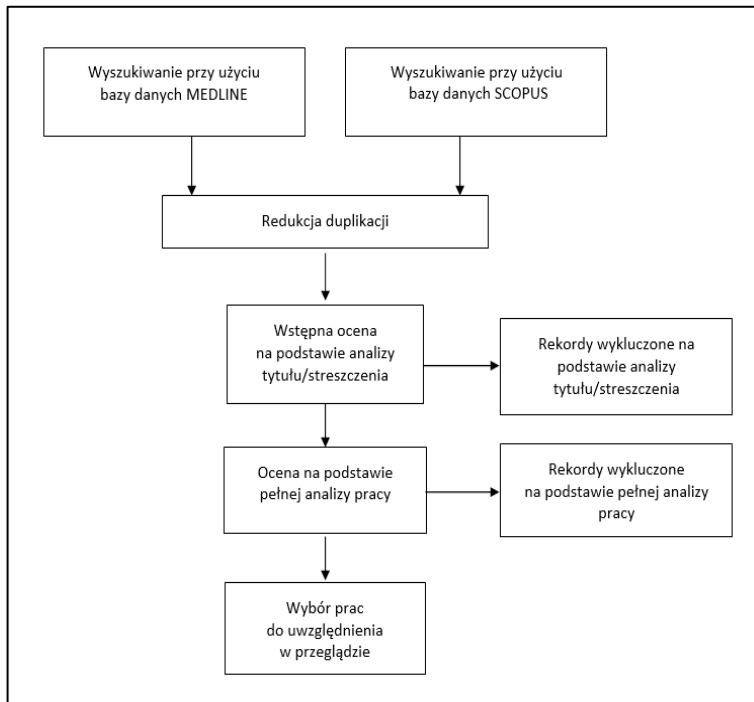 Wyszukiwanie przy użyciu
bazy danych MEDLINE
Wyszukiwanie przy użyciu
bazy danych SCOPUS
Redukcja duplikacji
Wstępna ocena
na podstawie analizy
tytułu/streszczenia
Rekordy wykluczone na
podstawie analizy
tytułu/streszczenia
Ocena na podstawie
pełnej analizy pracy
Rekordy wykluczone
na podstawie pełnej analizy
pracy
Wybór prac
do uwzględnienia
w przeglądzie